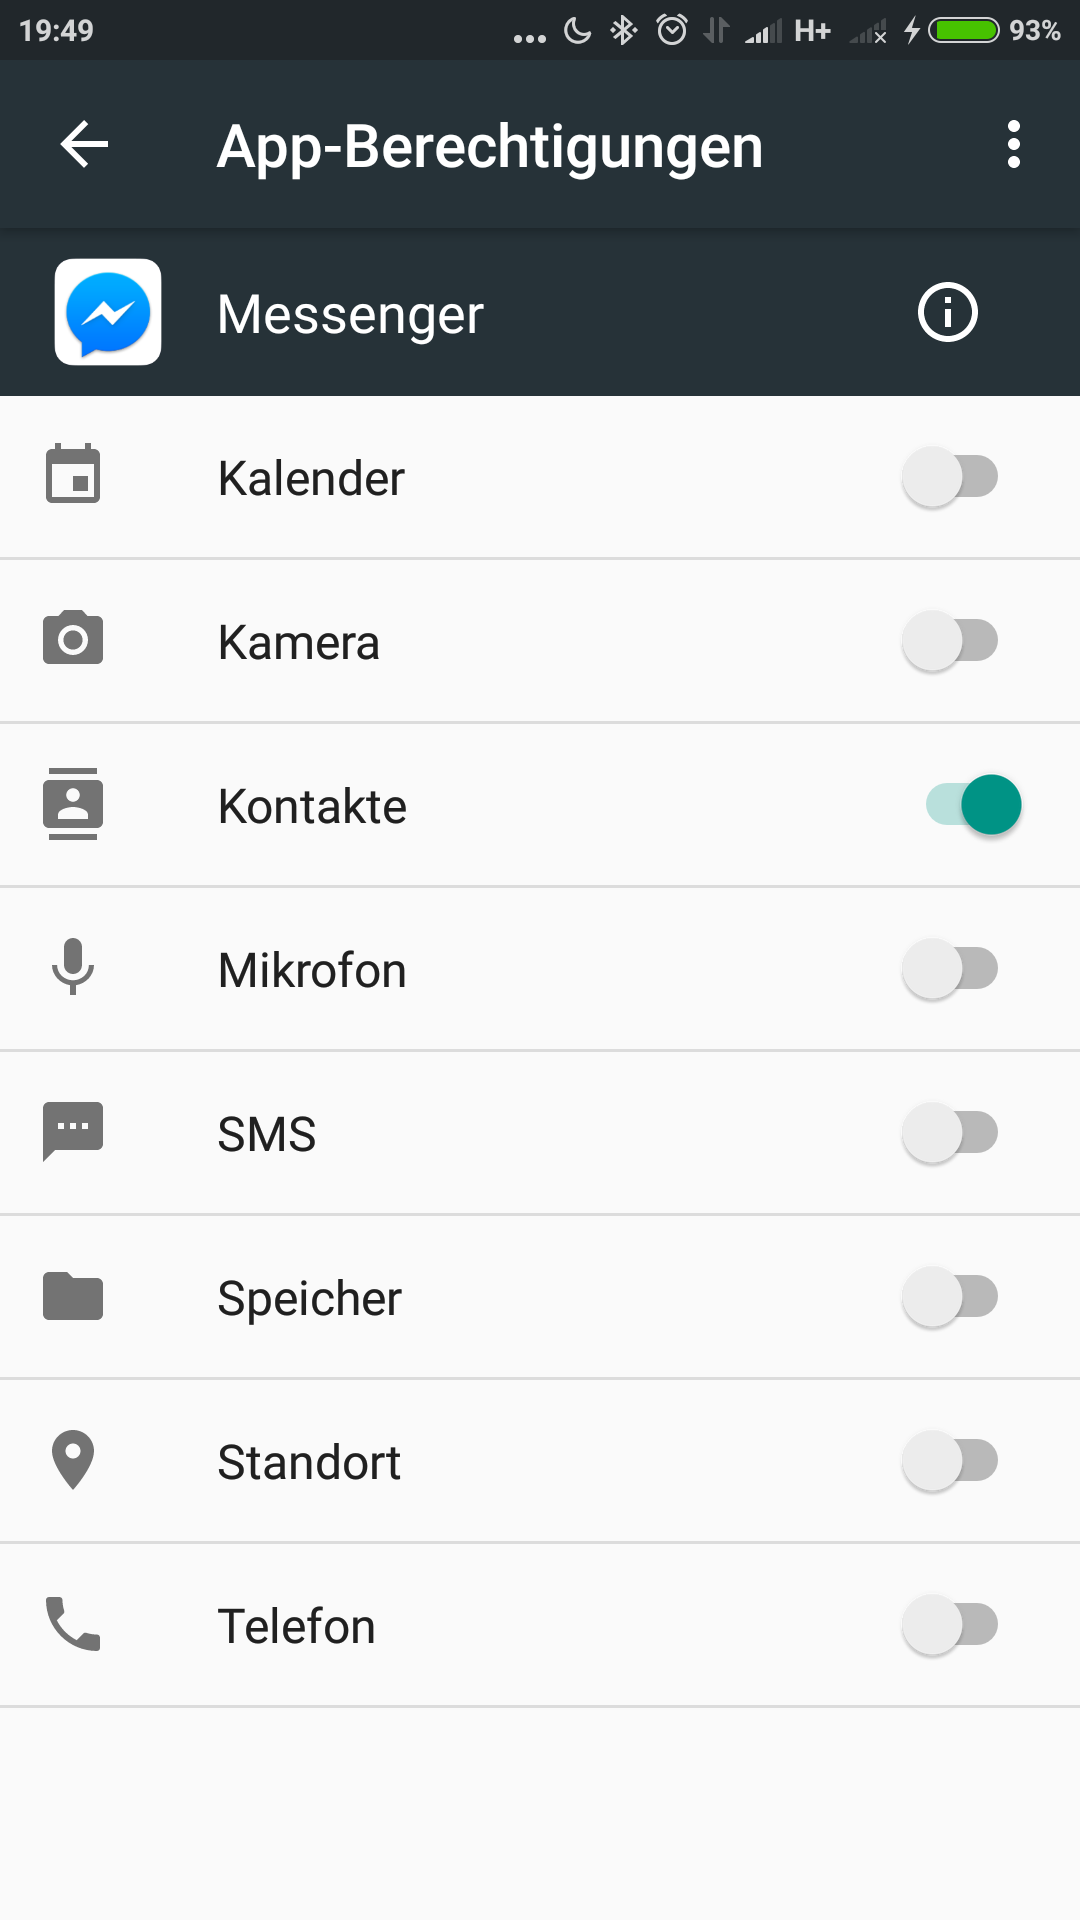 19:49 ... H+ 93%
App-Berechtigungen
Messenger
Kalender
Kamera
Kontakte
Mikrofon
SMS
Speicher
Standort
Telefon